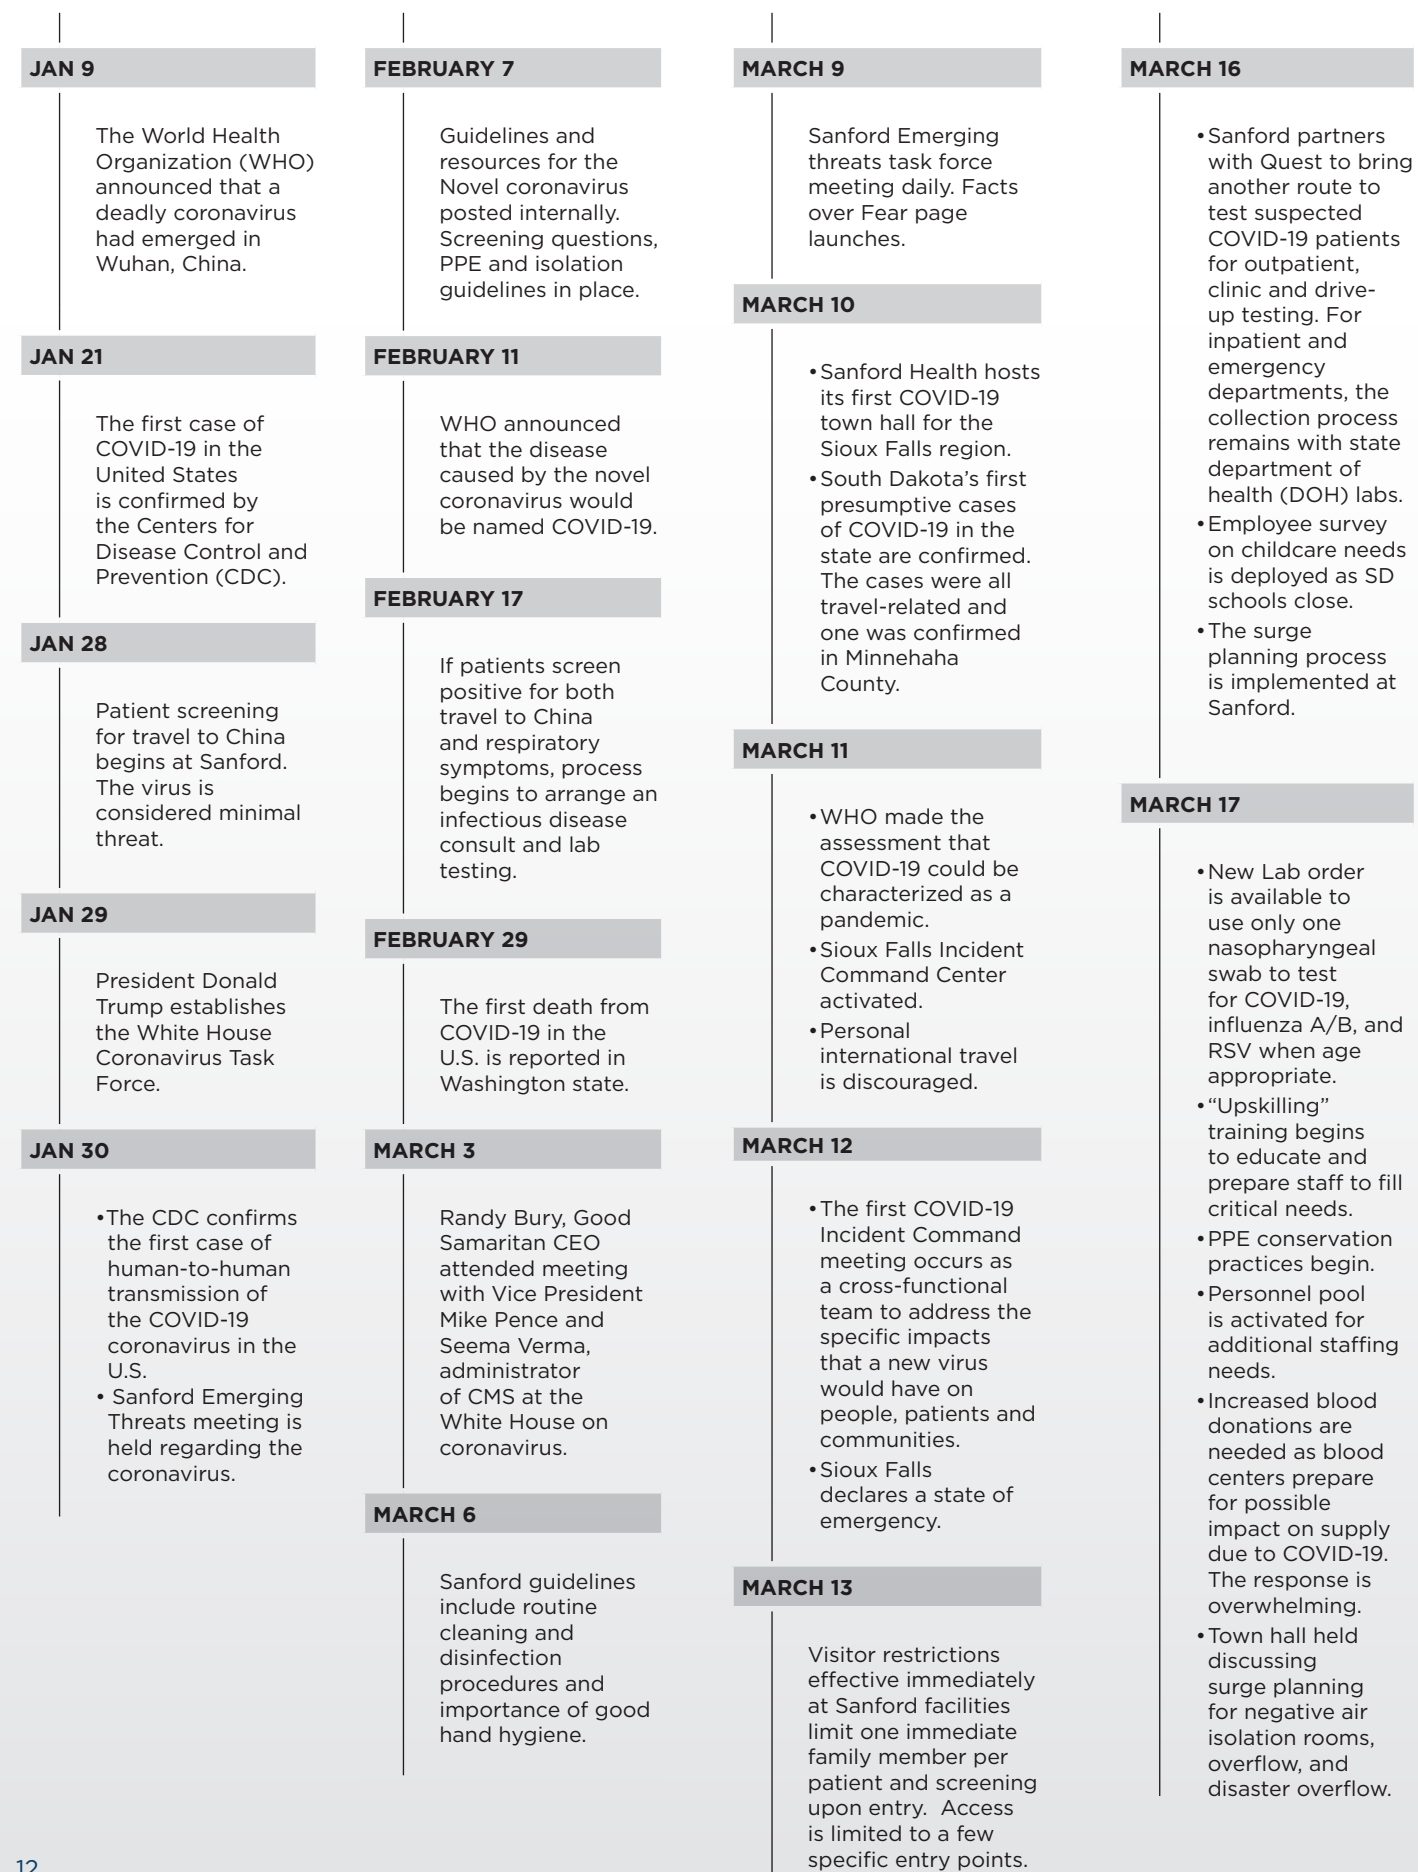 JAN 9
The World Health
Organization (WHO)
announced that a
deadly coronavirus
had emerged in
Wuhan, China.
JAN 21
The first case of
COVID-19 in the
United States
is confirmed by
the Centers for
Disease Control and
Prevention (CDC).
JAN 28
Patient screening
for travel to China
begins at Sanford.
The virus is
considered minimal
threat.
JAN 29
President Donald
Trump establishes
the White House
Coronavirus Task
Force.
JAN 30
•The CDC confirms
the first case of
human-to-human
transmission of
the COVID-19
coronavirus in the
U.S.
• Sanford Emerging
Threats meeting is
held regarding the
coronavirus.
FEBRUARY 7
Guidelines and
resources for the
Novel coronavirus
posted internally.
Screening questions,
PPE and isolation
guidelines in place.
FEBRUARY 11
WHO announced
that the disease
caused by the novel
coronavirus would
be named COVID-19.
FEBRUARY 17
If patients screen
positive for both
travel to China
and respiratory
symptoms, process
begins to arrange an
infectious disease
consult and lab
testing.
FEBRUARY 29
The first death from
COVID-19 in the
U.S. is reported in
Washington state.
MARCH 3
Randy Bury, Good
Samaritan CEO
attended meeting
with Vice President
Mike Pence and
Seema Verma,
administrator
of CMS at the
White House on
coronavirus.
MARCH 6
Sanford guidelines
include routine
cleaning and
disinfection
procedures and
importance of good
hand hygiene.
MARCH 9
Sanford Emerging
threats task force
meeting daily. Facts
over Fear page
launches.
MARCH 10
•Sanford Health hosts
its first COVID-19
town hall for the
Sioux Falls region.
•South Dakota’s first
presumptive cases
of COVID-19 in the
state are confirmed.
The cases were all
travel-related and
one was confirmed
in Minnehaha
County.
MARCH 11
•WHO made the
assessment that
COVID-19 could be
characterized as a
pandemic.
•Sioux Falls Incident
Command Center
activated.
•Personal
international travel
is discouraged.
MARCH 12
•The first COVID-19
Incident Command
meeting occurs as
a cross-functional
team to address the
specific impacts
that a new virus
would have on
people, patients and
communities.
•Sioux Falls
declares a state of
emergency.
MARCH 13
Visitor restrictions
effective immediately
at Sanford facilities
limit one immediate
family member per
patient and screening
upon entry.  Access
is limited to a few
specific entry points.
MARCH 16
•Sanford partners
with Quest to bring
another route to
test suspected
COVID-19 patients
for outpatient,
clinic and drive-
up testing. For
inpatient and
emergency
departments, the
collection process
remains with state
department of
health (DOH) labs.
•Employee survey
on childcare needs
is deployed as SD
schools close.
•The surge
planning process
is implemented at
Sanford.
MARCH 17
•New Lab order
is available to
use only one
nasopharyngeal
swab to test
for COVID-19,
influenza A/B, and
RSV when age
appropriate.
•“Upskilling”
training begins
to educate and
prepare staff to fill
critical needs.
•PPE conservation
practices begin.
•Personnel pool
is activated for
additional staffing
needs.
•Increased blood
donations are
needed as blood
centers prepare
for possible
impact on supply
due to COVID-19.
The response is
overwhelming.
•Town hall held
discussing
surge planning
for negative air
isolation rooms,
overflow, and
disaster overflow.
12